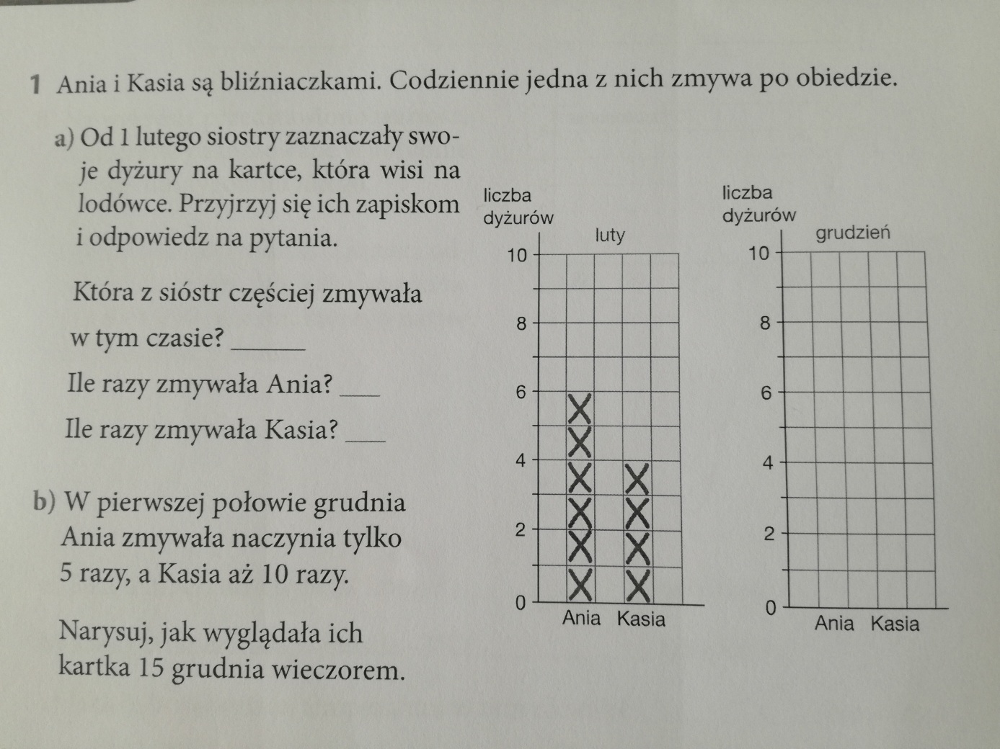 1 Ania i Kasia są bliźniaczkami. Codziennie jedna z nich zmywa po obiedzie.
a) Od 1 lutego siostry zaznaczały swo-
je dyżury na kartce, która wisi na
lodówce. Przyjrzyj się ich zapiskom
i odpowiedz na pytania.
Która z sióstr częściej zmywała
w tym czasie? ______
Ile razy zmywała Ania? ___
Ile razy zmywała Kasia? ___
b) W pierwszej połowie grudnia
Ania zmywała naczynia tylko
5 razy, a Kasia aż 10 razy.
Narysuj, jak wyglądała ich
kartka 15 grudnia wieczorem.
liczba
dyżurów
luty
10
8
6
4
2
0
Ania Kasia
liczba
dyżurów
grudzień
10
8
6
4
2
0
Ania Kasia